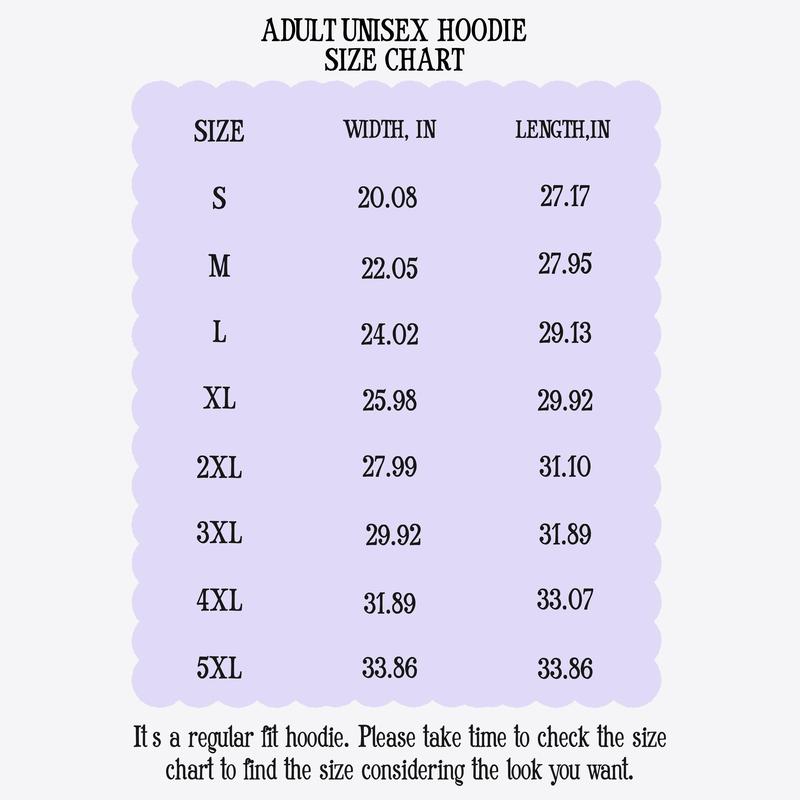 ADULT UNISEX HOODIE
SIZE CHART
SIZE WIDTH, IN LENGTH,IN
S 20.08 27.17
M 22.05 27.95
L 24.02 29.13
XL 25.98 29.92
2XL 27.99 31.10
3XL 29.92 31.89
4XL 31.89 33.07
5XL 33.86 33.86
It s a regular fit hoodie. Please take time to check the size
chart to find the size considering the look you want.